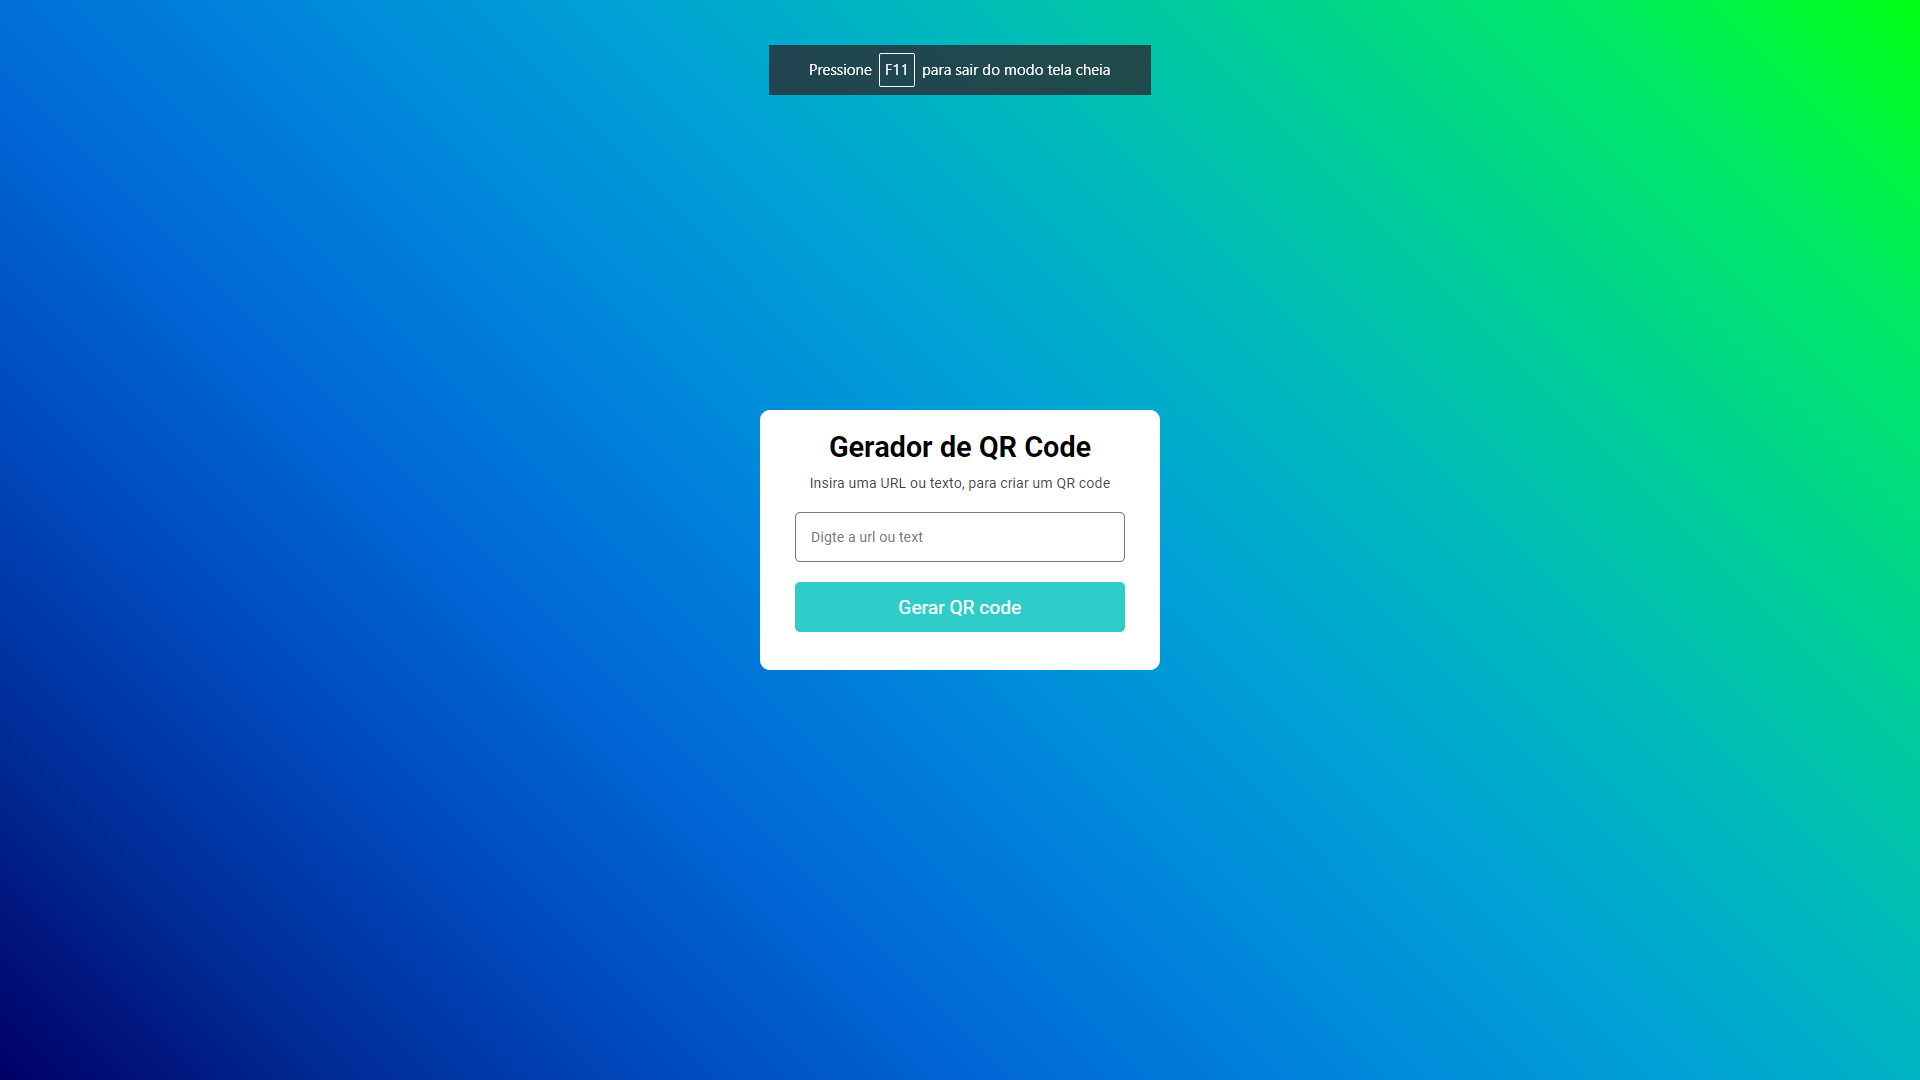 Pressione F11 para sair do modo tela cheia
Gerador de QR Code
Insira uma URL ou texto, para criar um QR code
Digte a url ou text
Gerar QR code